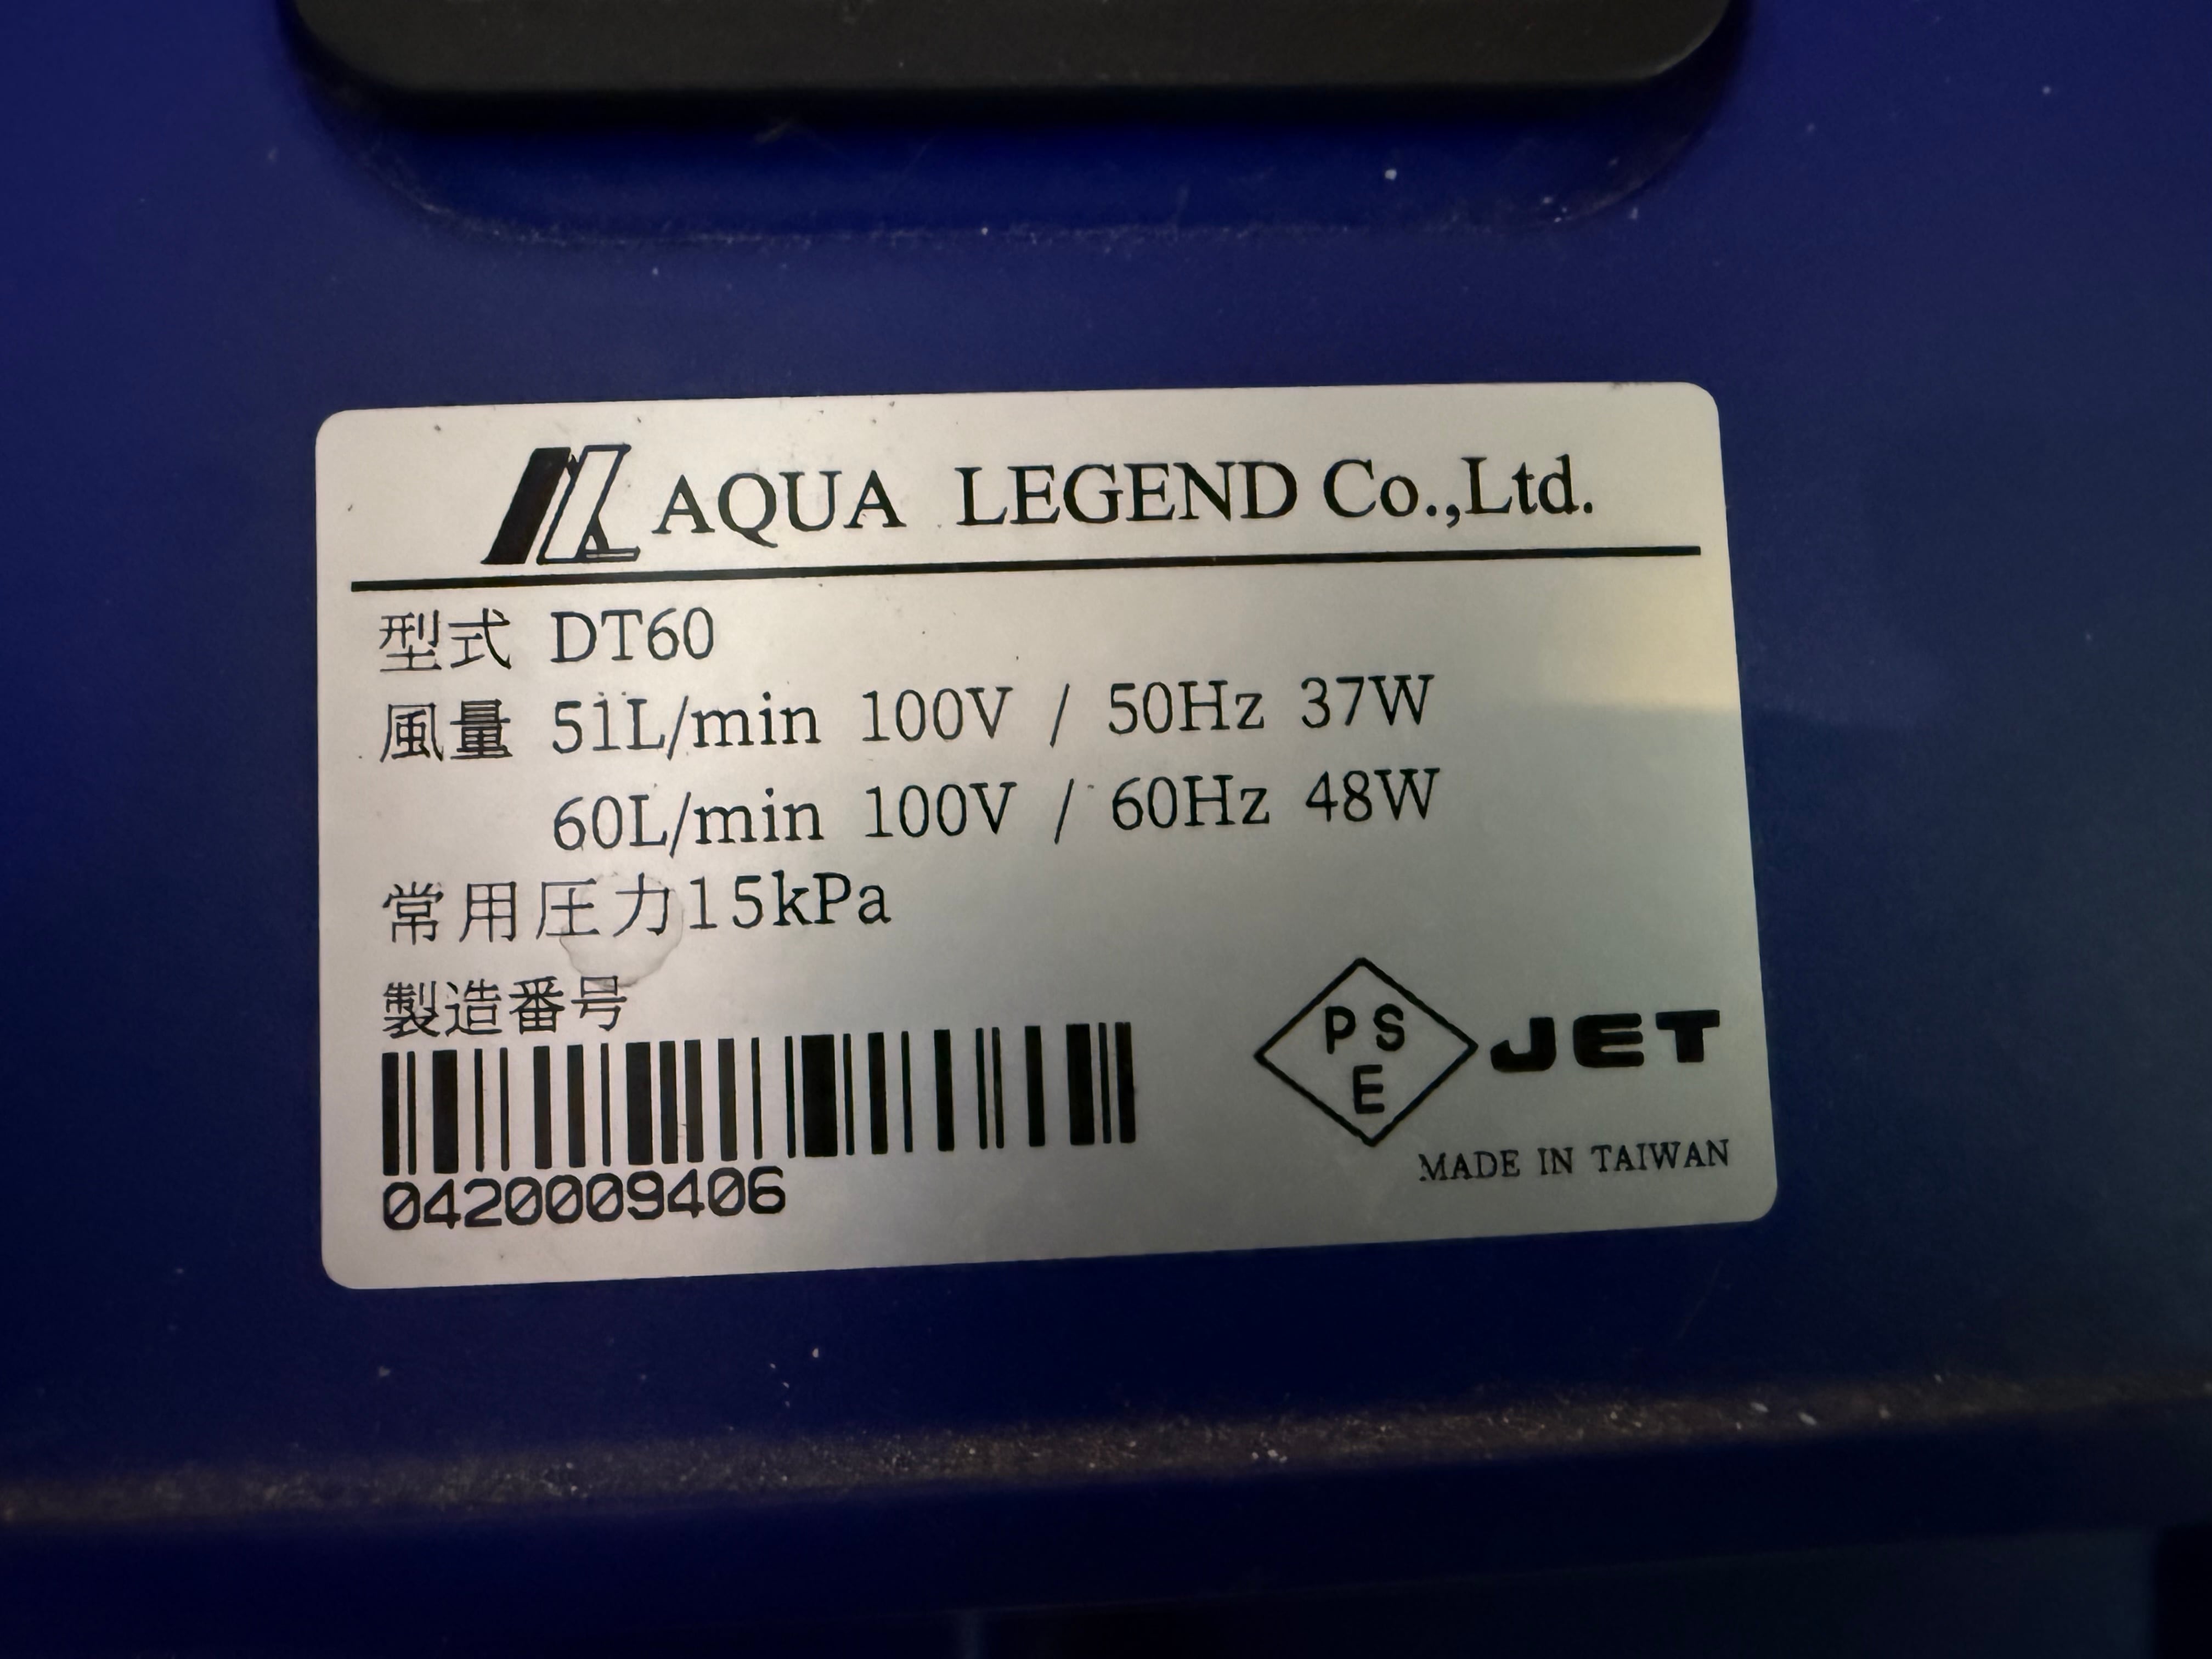 AQUA LEGEND Co.,Ltd.
型式 DT60
風量 51L/min 100V / 50Hz 37W
60L/min 100V / 60Hz 48W
常用圧力15kPa
製造番号
0420009406
PS
E
JET
MADE IN TAIWAN